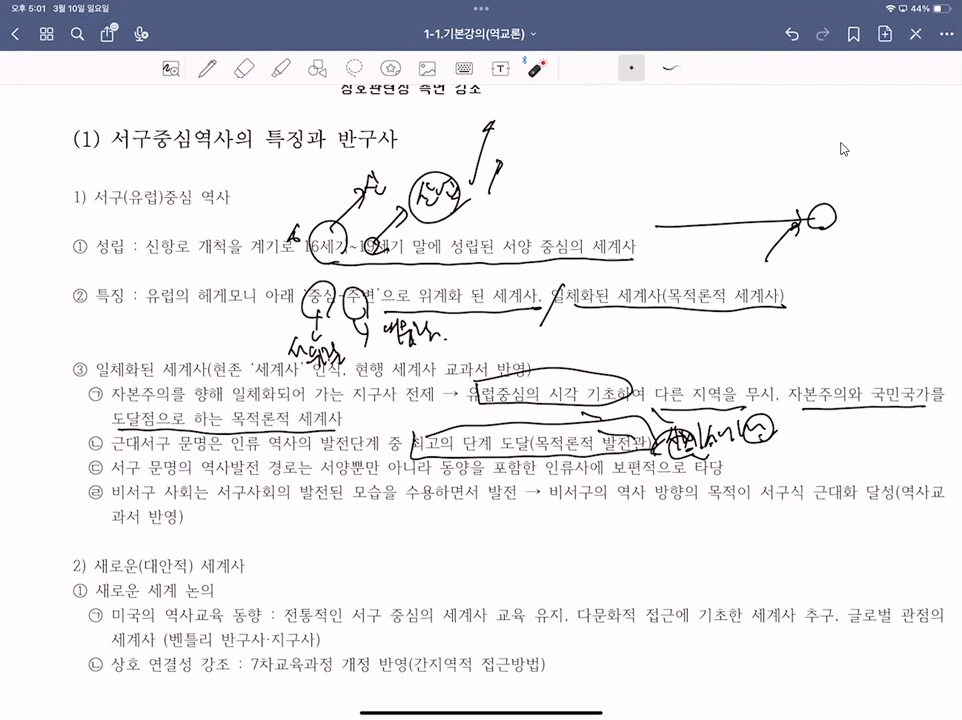 오후 5:01 3월 10일 일요일
44%
1-1.기본강의(역교론)
상호관련성 측면 강조
(1) 서구중심역사의 특징과 반구사
1) 서구(유럽)중심 역사
① 성립 : 신항로 개척을 계기로 16세기~19세기 말에 성립된 서양 중심의 세계사
② 특징 : 유럽의 헤게모니 아래 '중심-주변'으로 위계화 된 세계사, 일체화된 세계사(목적론적 세계사)
③ 일체화된 세계사(현존 '세계사' 인식, 현행 세계사 교과서 반영)
㉠ 자본주의를 향해 일체화되어 가는 지구사 전제 → 유럽중심의 시각 기초하여 다른 지역을 무시, 자본주의와 국민국가를
도달점으로 하는 목적론적 세계사
㉡ 근대서구 문명은 인류 역사의 발전단계 중 최고의 단계 도달(목적론적 발전관)
㉢ 서구 문명의 역사발전 경로는 서양뿐만 아니라 동양을 포함한 인류사에 보편적으로 타당
㉣ 비서구 사회는 서구사회의 발전된 모습을 수용하면서 발전 → 비서구의 역사 방향의 목적이 서구식 근대화 달성(역사교
과서 반영)
2) 새로운(대안적) 세계사
① 새로운 세계 논의
㉠ 미국의 역사교육 동향 : 전통적인 서구 중심의 세계사 교육 유지, 다문화적 접근에 기초한 세계사 추구, 글로벌 관점의
세계사 (벤틀리 반구사·지구사)
㉡ 상호 연결성 강조 : 7차교육과정 개정 반영(간지역적 접근방법)